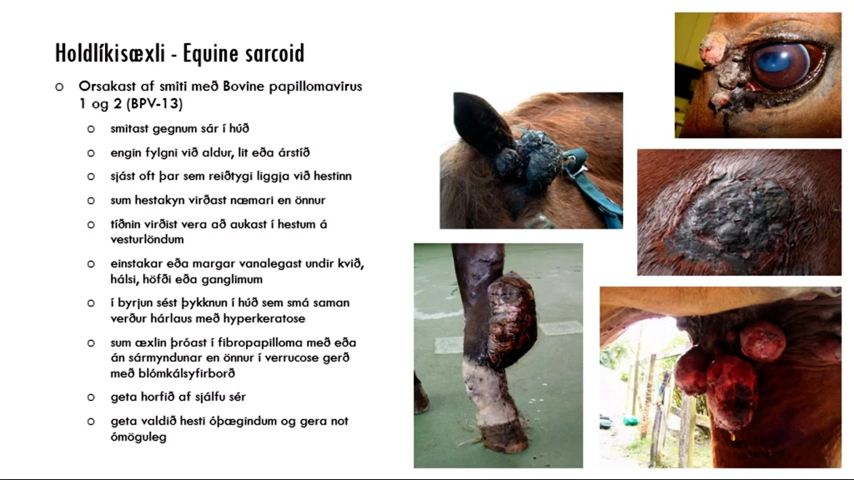 Holdlíkisæxli - Equine sarcoid
o Orsakast af smiti með Bovine papillomavirus
1 og 2 (BPV-13)
o smitast gegnum sár í húð
o engin fylgni við aldur, lit eða árstíð
o sjást oft þar sem reiðtygi liggja við hestinn
o sum hestakyn virðast næmari en önnur
o tíðnin virðist vera að aukast í hestum á
vesturlöndum
o einstakar eða margar vanalegast undir kvið,
hálsi, höfði eða ganglimum
o í byrjun sést þykknun í húð sem smá saman
verður hárlaus með hyperkeratose
o sum æxlin þróast í fibropapilloma með eða
án sármyndunar en önnur í verrucose gerð
með blómkálsyfirborð
o geta horfið af sjálfu sér
o geta valdið hesti óþægindum og gera not
ómöguleg